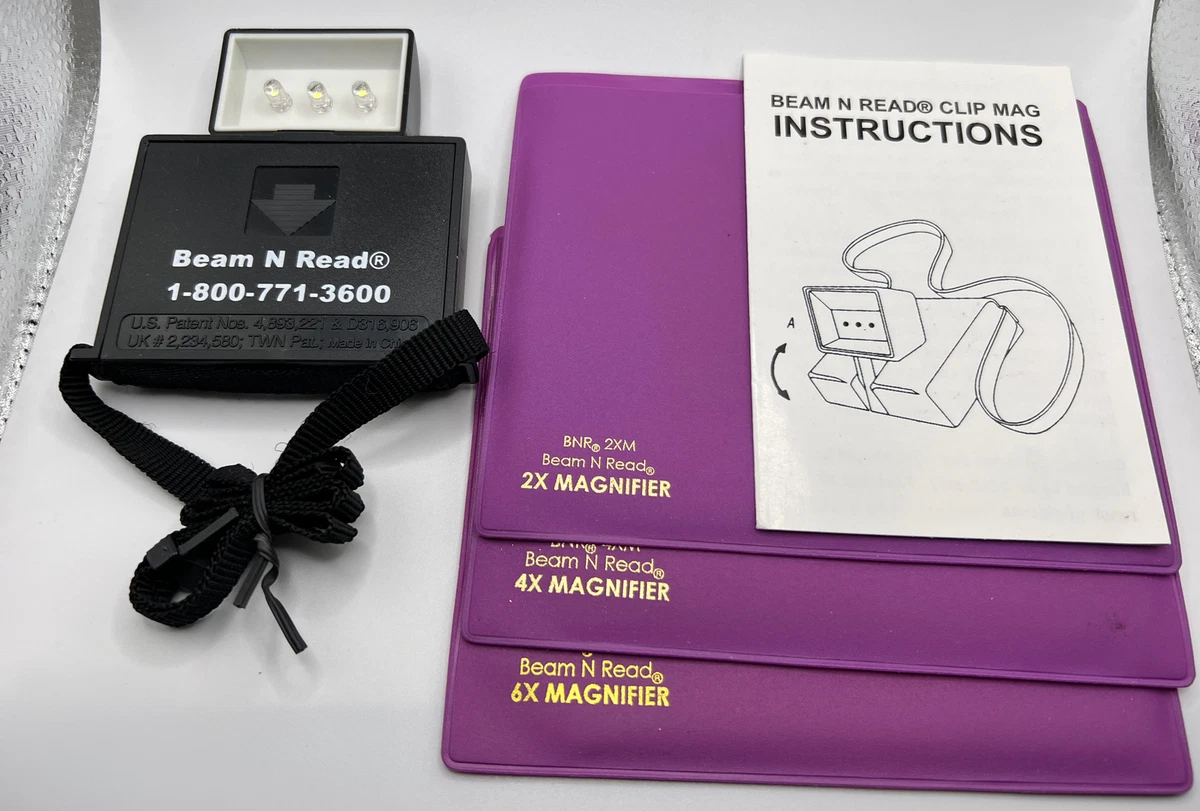 Beam N Read®
1-800-771-3600
U.S. Patent Nos. 4,893,221 & D316,906
UK # 2,234,580; TWN Pat.; Made in
BEAM N READ® CLIP MAG
INSTRUCTIONS
A
BNR® 2XM
Beam N Read®
2X MAGNIFIER
BNR® 4XM
Beam N Read®
4X MAGNIFIER
Beam N Read®
6X MAGNIFIER